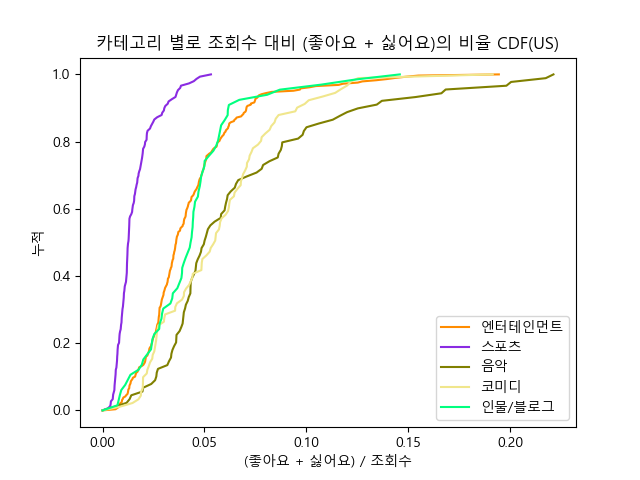 카테고리 별로 조회수 대비 (좋아요 + 싫어요)의 비율 CDF(US)
누적
1.0
0.8
0.6
0.4
0.2
0.0
엔터테인먼트
스포츠
음악
코미디
인물/블로그
0.00 0.05 0.10 0.15 0.20
(좋아요 + 싫어요) / 조회수